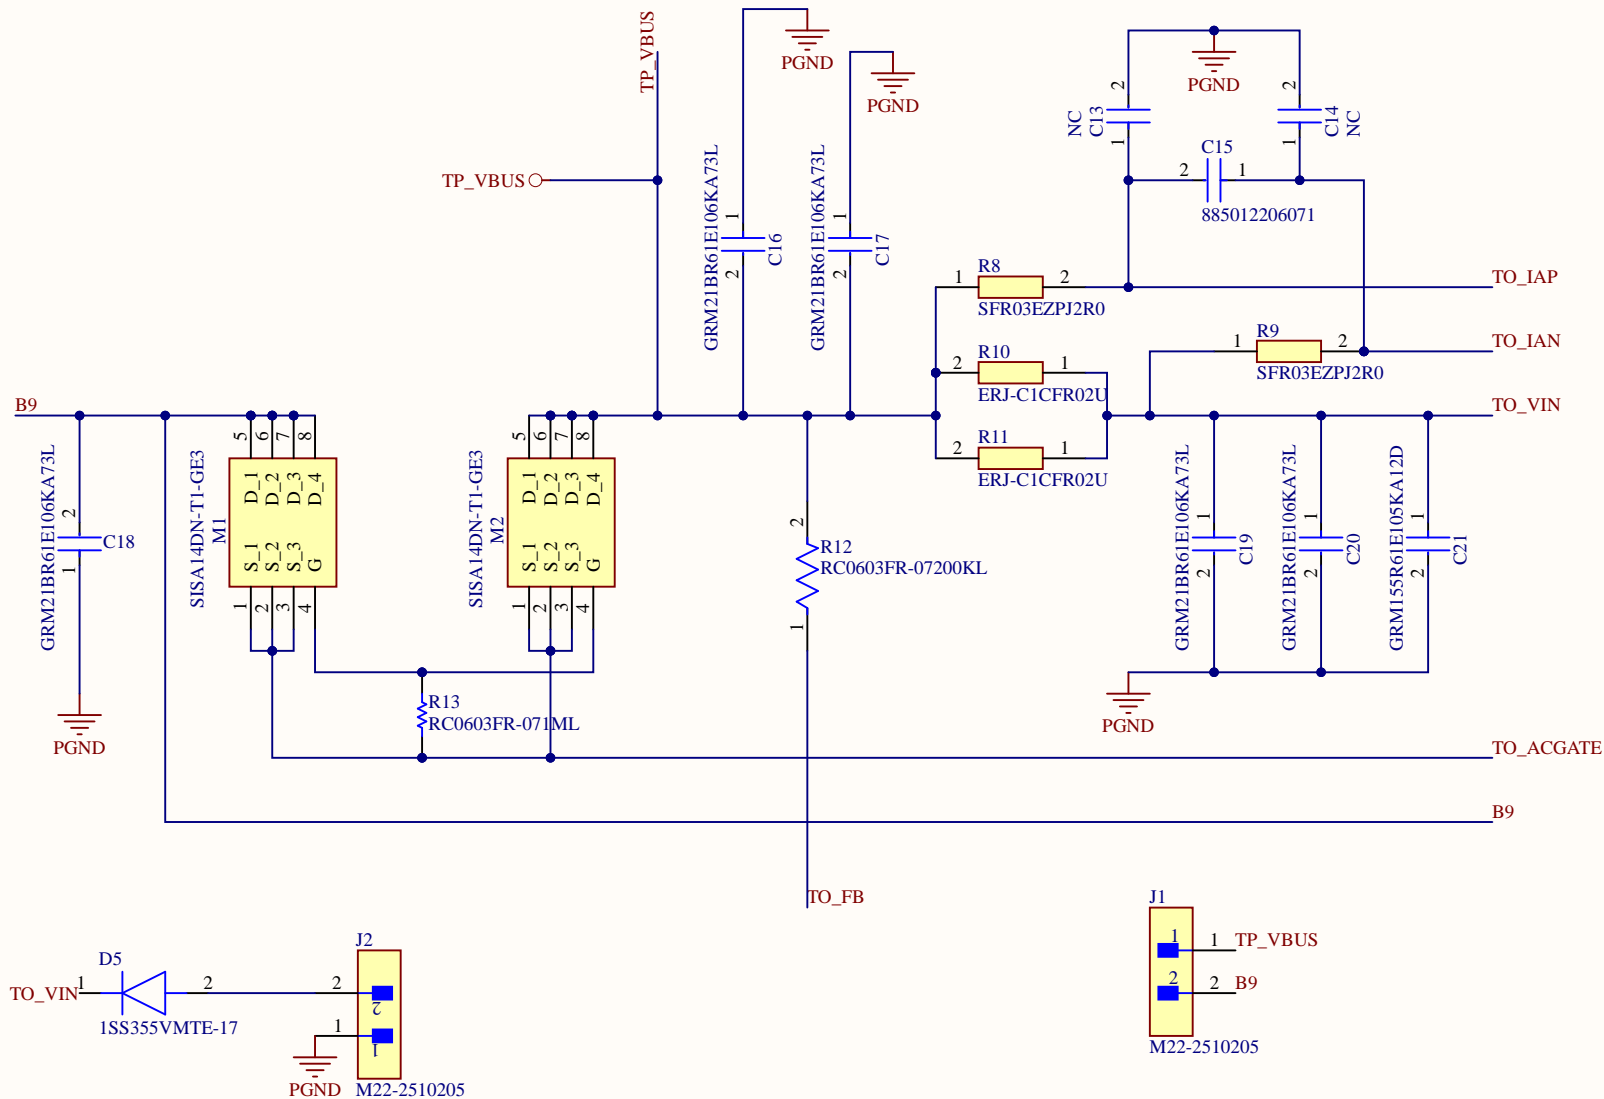 TP_VBUS
PGND
PGND
PGND
2
NC
C13
1
2
C14
NC
1
C15
2
1
885012206071
TP_VBUS
GRM21BR61E106KA73L
1
C16
2
GRM21BR61E106KA73L
1
C17
2
R8
1
2
SFR03EZPJ2R0
TO_IAP
R9
1
2
SFR03EZPJ2R0
TO_IAN
R10
2
1
ERJ-C1CFR02U
B9
TO_VIN
R11
2
1
ERJ-C1CFR02U
GRM21BR61E106KA73L
2
C18
1
PGND
SISA14DN-T1-GE3
M1
5
6
7
8
D_1
D_2
D_3
D_4
S_1
S_2
S_3
G
1
2
3
4
SISA14DN-T1-GE3
M2
5
6
7
8
D_1
D_2
D_3
D_4
S_1
S_2
S_3
G
1
2
3
4
2
R12
RC0603FR-07200KL
1
GRM21BR61E106KA73L
1
C19
2
GRM21BR61E106KA73L
1
C20
2
GRM155R61E105KA12D
1
C21
2
PGND
R13
RC0603FR-071ML
TO_ACGATE
B9
TO_FB
D5
TO_VIN
1
2
1SS355VMTE-17
J2
2
2
1
1
PGND
M22-2510205
J1
1
1
TP_VBUS
2
2
B9
M22-2510205